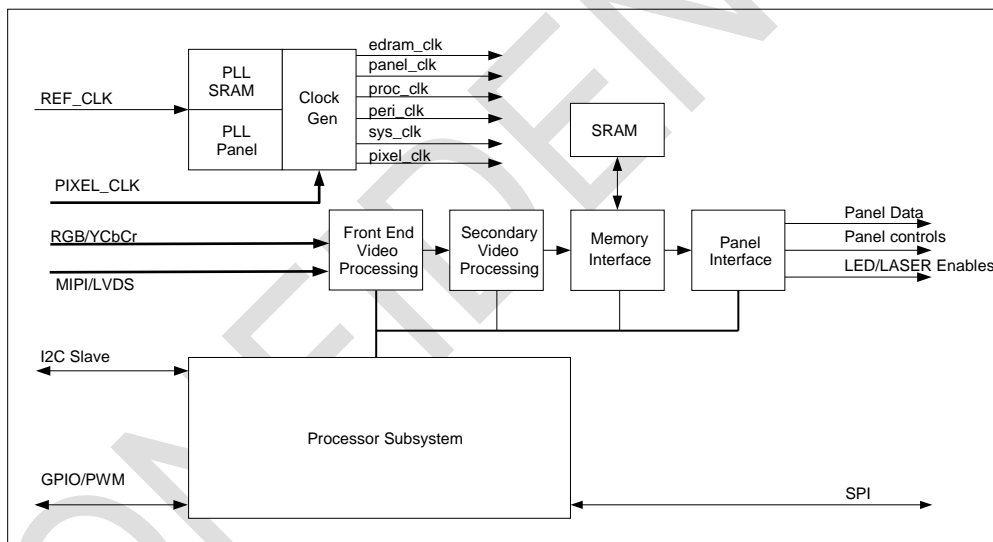 edram_clk
panel_clk
proc_clk
peri_clk
sys_clk
pixel_clk
PLL
SRAM
PLL
Panel
Clock
Gen
REF_CLK
PIXEL_CLK
SRAM
RGB/YCbCr
MIPI/LVDS
Front End
Video
Processing
Secondary
Video
Processing
Memory
Interface
Panel
Interface
Panel Data
Panel controls
LED/LASER Enables
I2C Slave
Processor Subsystem
GPIO/PWM
SPI
ONFIDEN